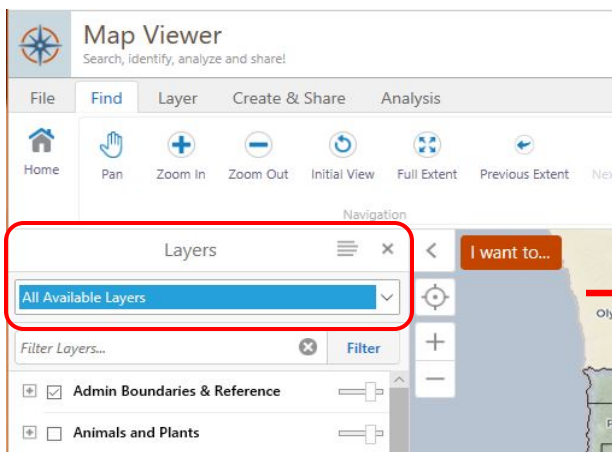 Map Viewer
Search, identify, analyze and share!
File Find Layer Create & Share Analysis
Home Pan Zoom In Zoom Out Initial View Full Extent Previous Extent
Navigation
Layers
I want to...
All Available Layers
Filter Layers... Filter
Admin Boundaries & Reference
Animals and Plants